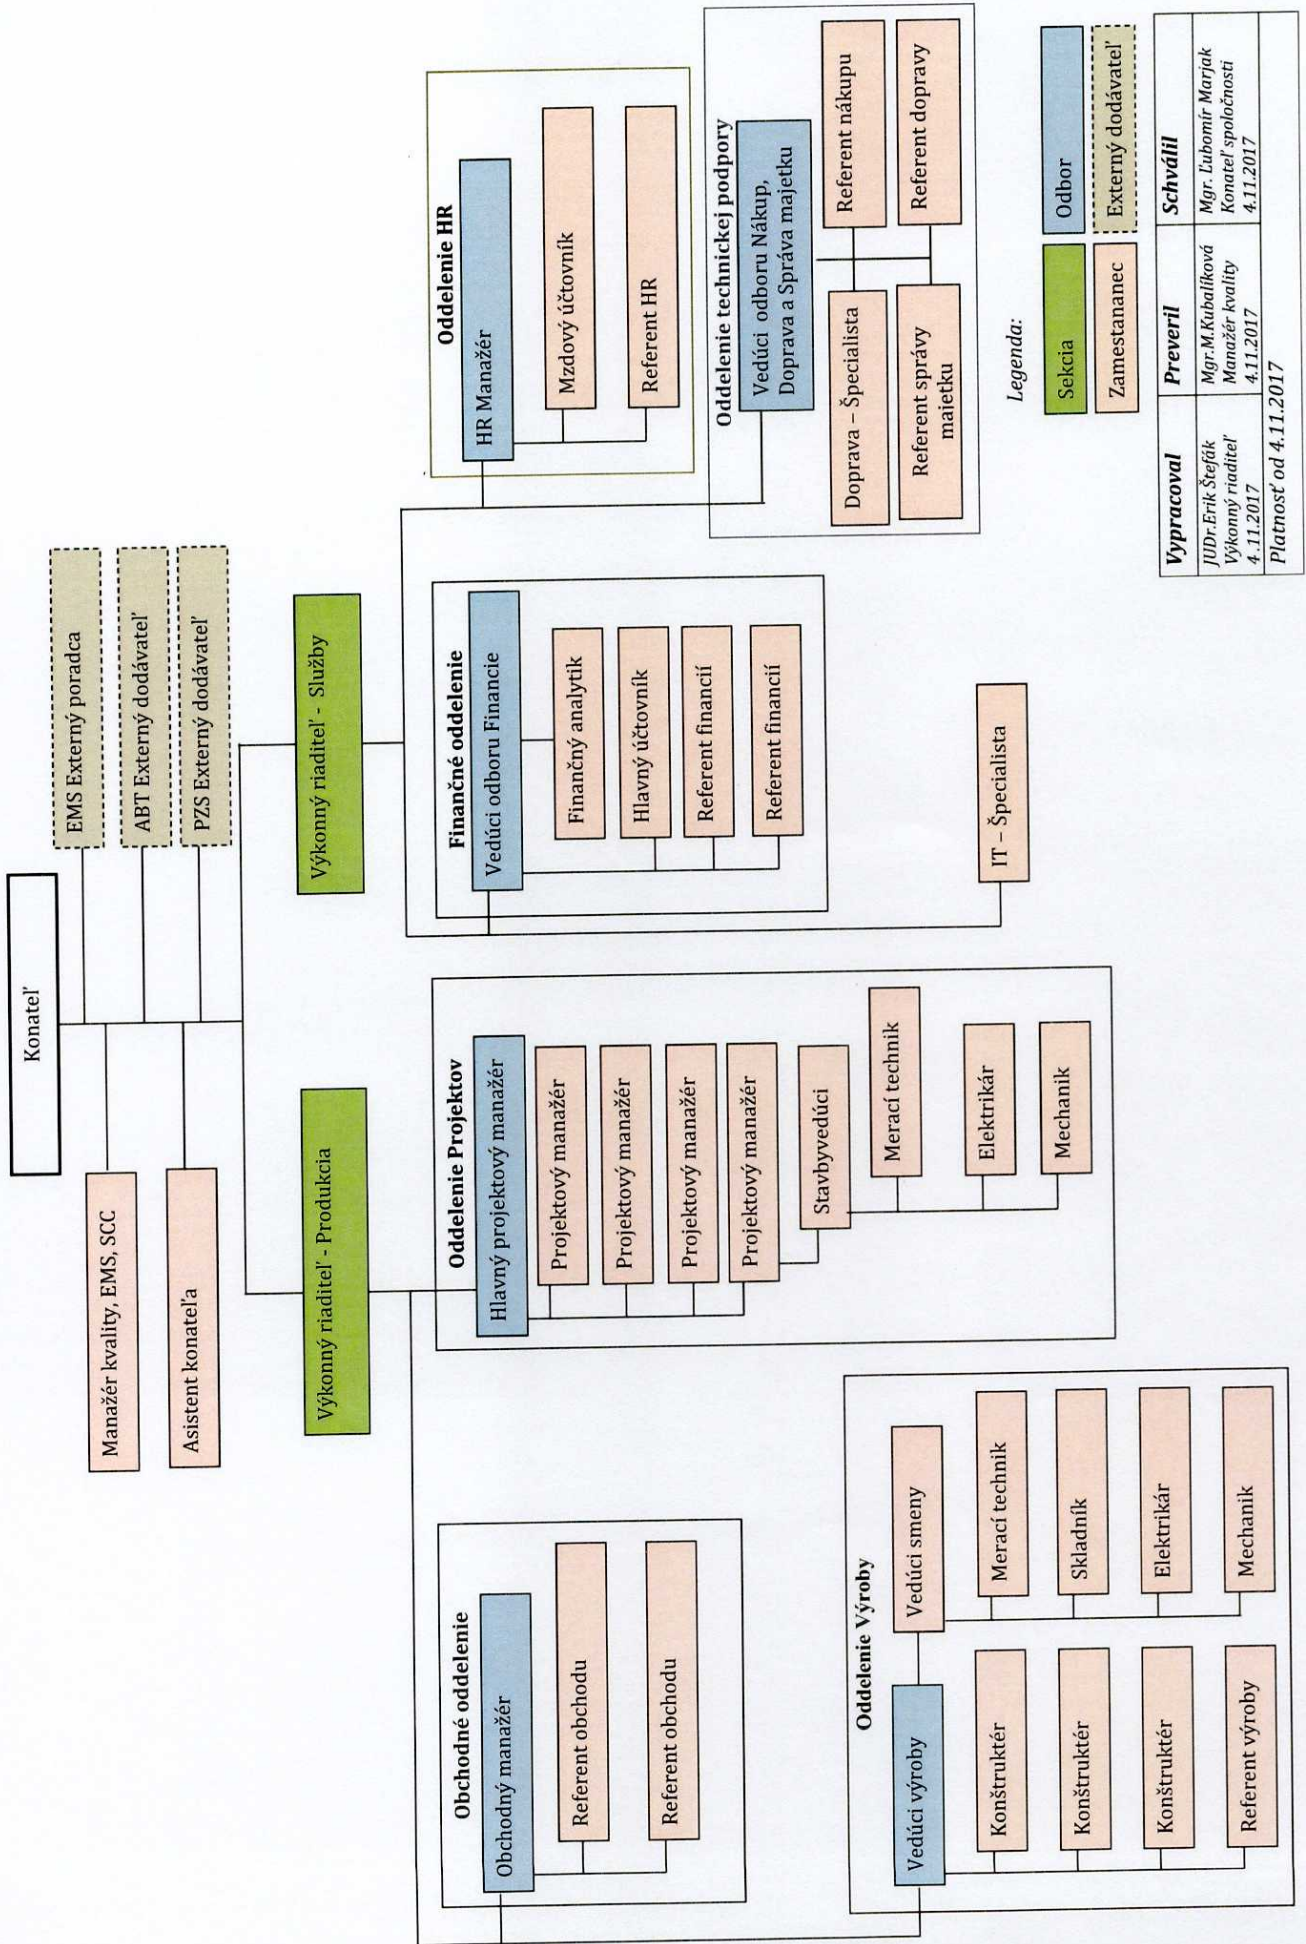 Konateľ
EMS Externý poradca
ABT Externý dodávateľ
PZS Externý dodávateľ
Manažér kvality, EMS, SCC
Asistent konateľa
Výkonný riaditeľ - Produkcia
Výkonný riaditeľ - Služby
Obchodné oddelenie
Obchodný manažér
Referent obchodu
Referent obchodu
Oddelenie Výroby
Vedúci výroby
Vedúci smeny
Konštruktér
Konštruktér
Konštruktér
Referent výroby
Merací technik
Skladník
Elektrikár
Mechanik
Oddelenie Projektov
Hlavný projektový manažér
Projektový manažér
Projektový manažér
Projektový manažér
Projektový manažér
Stavbyvedúci
Merací technik
Elektrikár
Mechanik
Finančné oddelenie
Vedúci odboru Financie
Finančný analytik
Hlavný účtovník
Referent financií
Referent financií
IT – Špecialista
Oddelenie HR
HR Manažér
Mzdový účtovník
Referent HR
Oddelenie technickej podpory
Vedúci odboru Nákup,
Doprava a Správa majetku
Doprava – Špecialista
Referent nákupu
Referent správy
majetku
Referent dopravy
Legenda:
Sekcia
Odbor
Zamestananec
Externý dodávateľ
Vypracoval
Preveril
Schválil
JUDr.Erik Štefák
Výkonný riaditeľ
4.11.2017
Mgr.M.Kubalíková
Manažér kvality
4.11.2017
Mgr. Ľubomír Marjak
Konateľ spoločnosti
4.11.2017
Platnosť od 4.11.2017